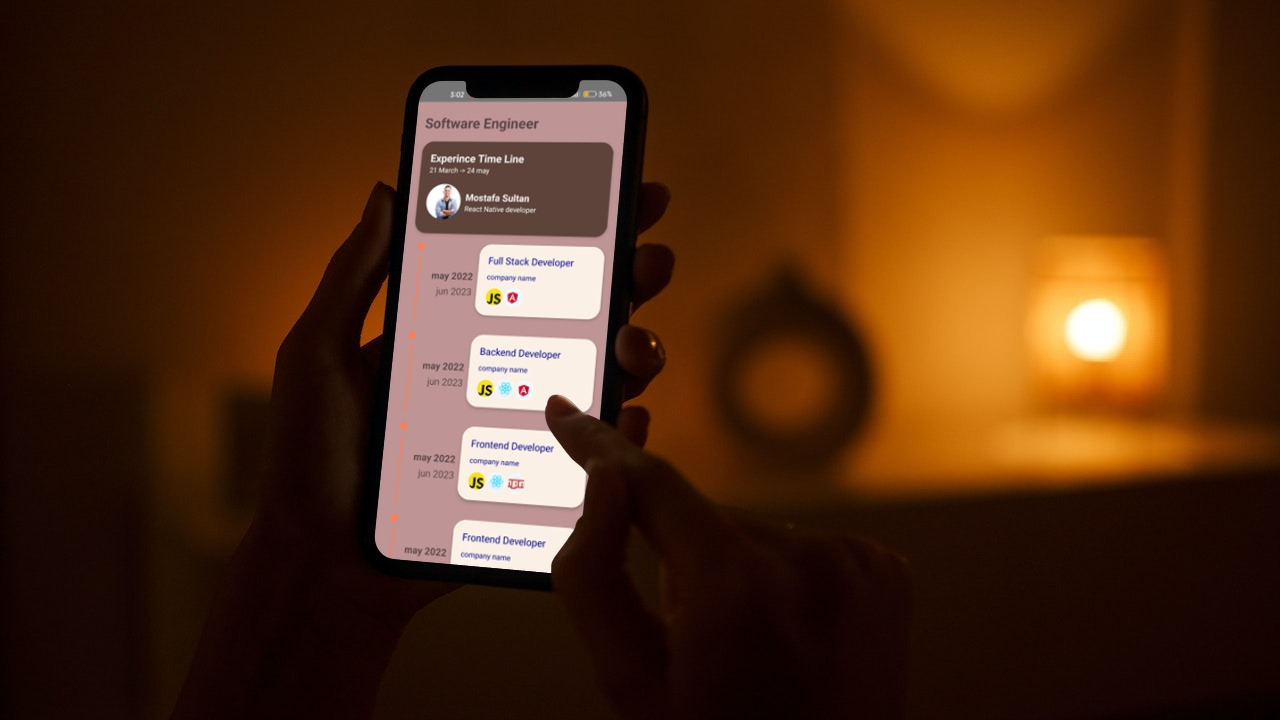 3:02
36%
Software Engineer
Experince Time Line
21 March -> 24 may
Mostafa Sultan
React Native developer
may 2022
jun 2023
Full Stack Developer
company name
JS
A
may 2022
jun 2023
Backend Developer
company name
JS
A
may 2022
jun 2023
Frontend Developer
company name
JS
may 2022
Frontend Developer
company name